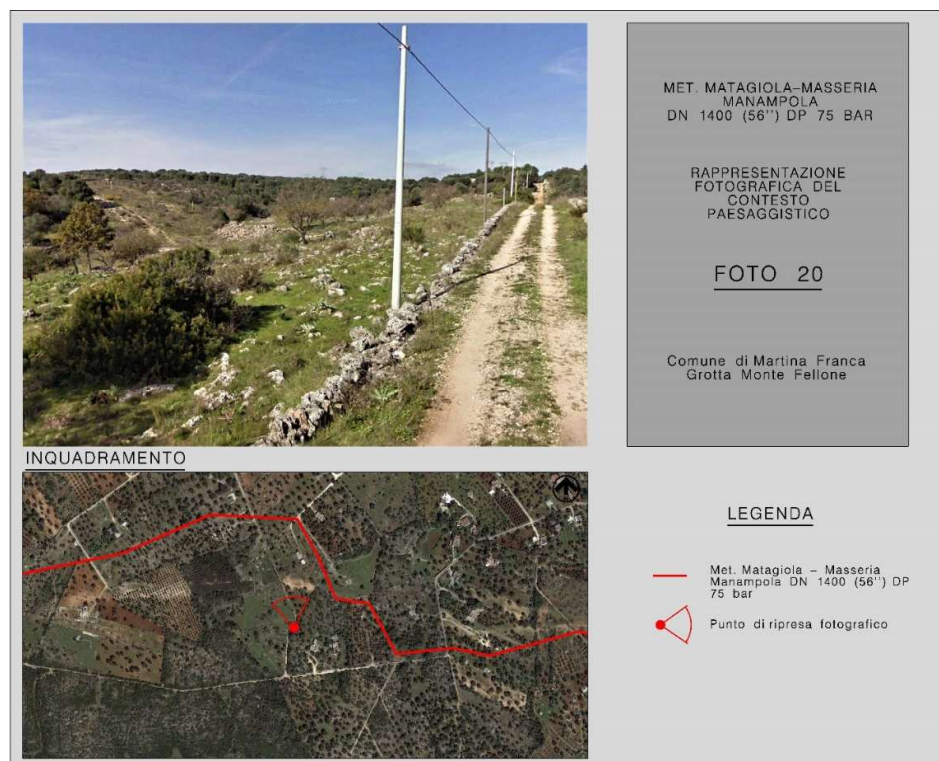 MET. MATAGIOLA-MASSERIA
MANAMPOLA
DN 1400 (56'') DP 75 BAR
RAPPRESENTAZIONE
FOTOGRAFICA DEL
CONTESTO
PAESAGGISTICO
FOTO 20
Comune di Martina Franca
Grotta Monte Fellone
INQUADRAMENTO
LEGENDA
Met. Matagiola - Masseria
Manampola DN 1400 (56'') DP
75 bar
Punto di ripresa fotografico